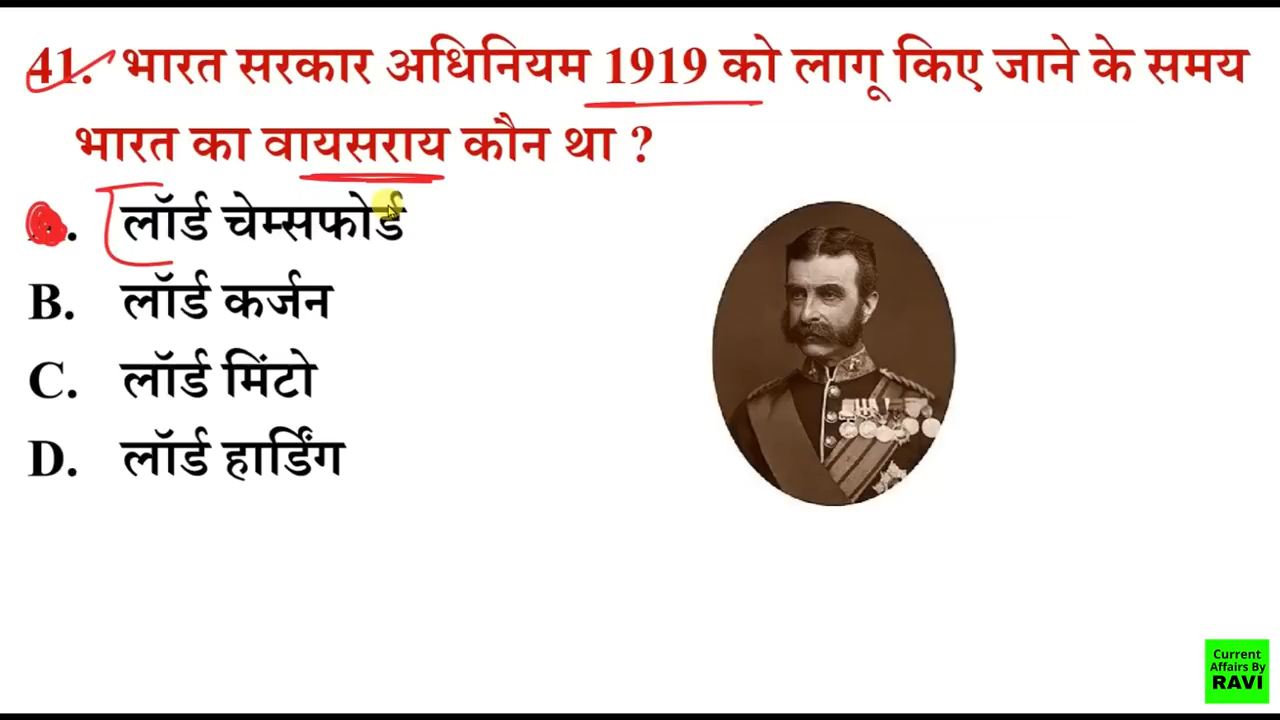 41. भारत सरकार अधिनियम 1919 को लागू किए जाने के समय
भारत का वायसराय कौन था ?
लॉर्ड चेम्सफोर्ड
B. लॉर्ड कर्जन
C. लॉर्ड मिंटो
D. लॉर्ड हार्डिंग
Current
Affairs By
RAVI